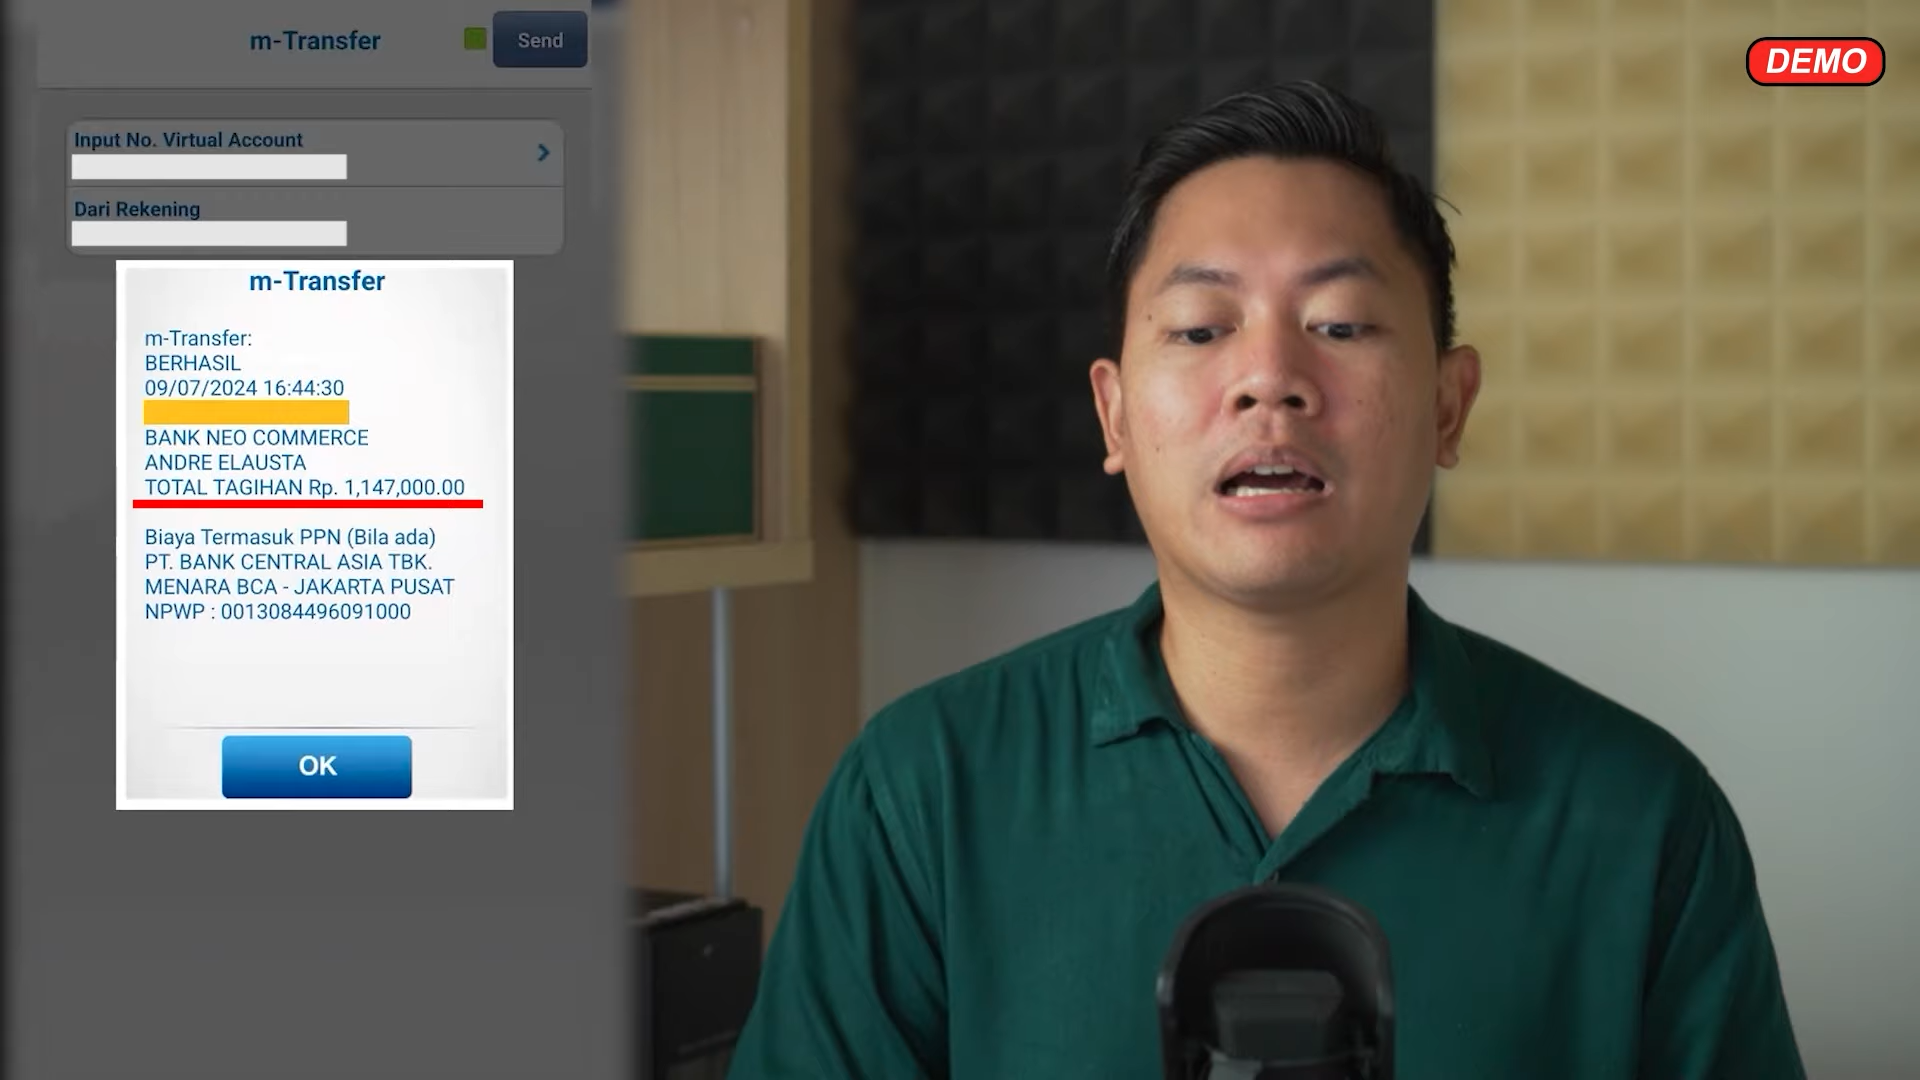 m-Transfer
Send
Input No. Virtual Account
Dari Rekening
m-Transfer
m-Transfer:
BERHASIL
09/07/2024 16:44:30
BANK NEO COMMERCE
ANDRE ELAUSTA
TOTAL TAGIHAN Rp. 1,147,000.00
Biaya Termasuk PPN (Bila ada)
PT. BANK CENTRAL ASIA TBK.
MENARA BCA - JAKARTA PUSAT
NPWP : 0013084496091000
OK
DEMO